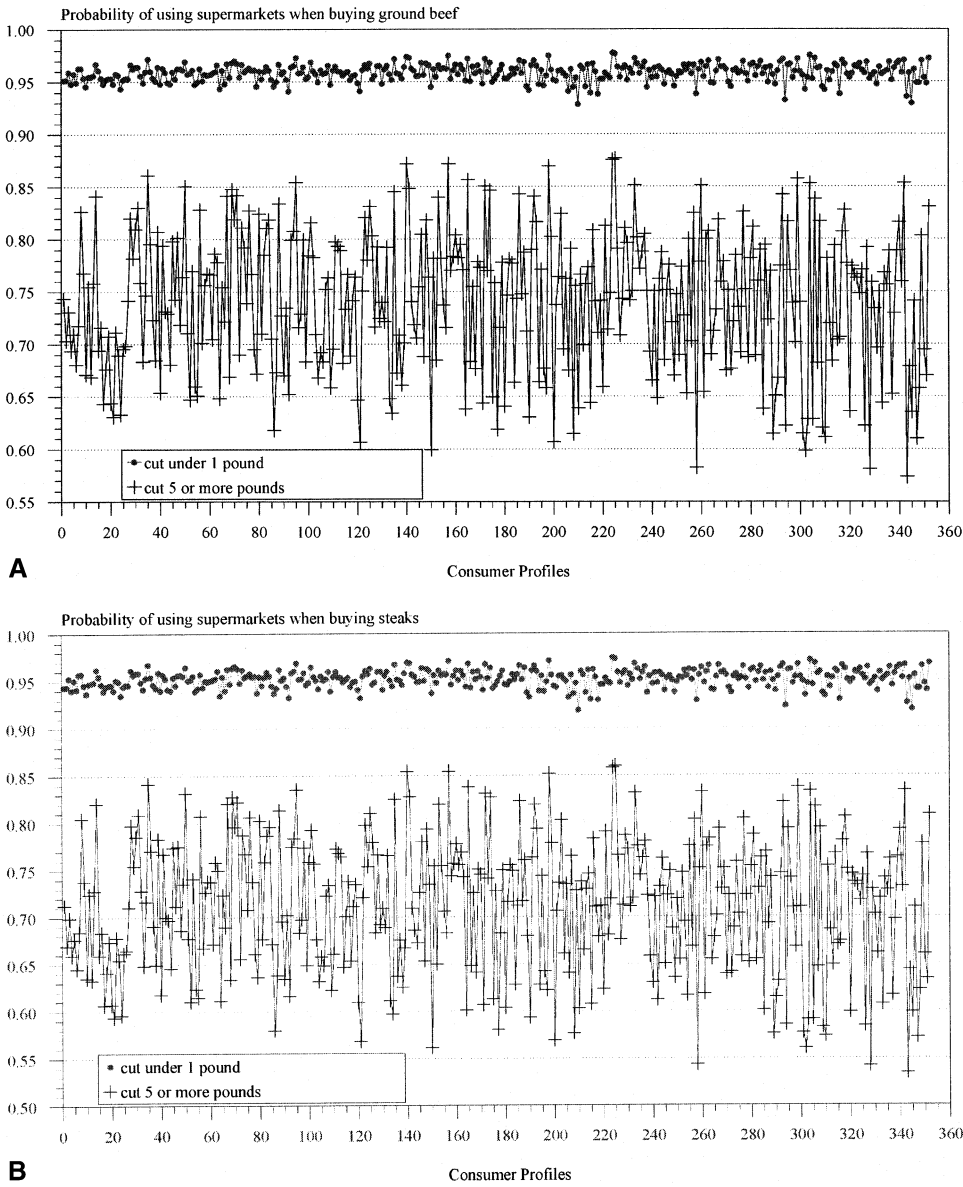 Probability of using supermarkets when buying ground beef
1.00
0.95
0.90
0.85
0.80
0.75
0.70
0.65
0.60
0.55
cut under 1 pound
cut 5 or more pounds
0 20 40 60 80 100 120 140 160 180 200 220 240 260 280 300 320 340 360
A
Consumer Profiles
Probability of using supermarkets when buying steaks
1.00
0.95
0.90
0.85
0.80
0.75
0.70
0.65
0.60
0.55
0.50
cut under 1 pound
cut 5 or more pounds
0 20 40 60 80 100 120 140 160 180 200 220 240 260 280 300 320 340 360
B
Consumer Profiles